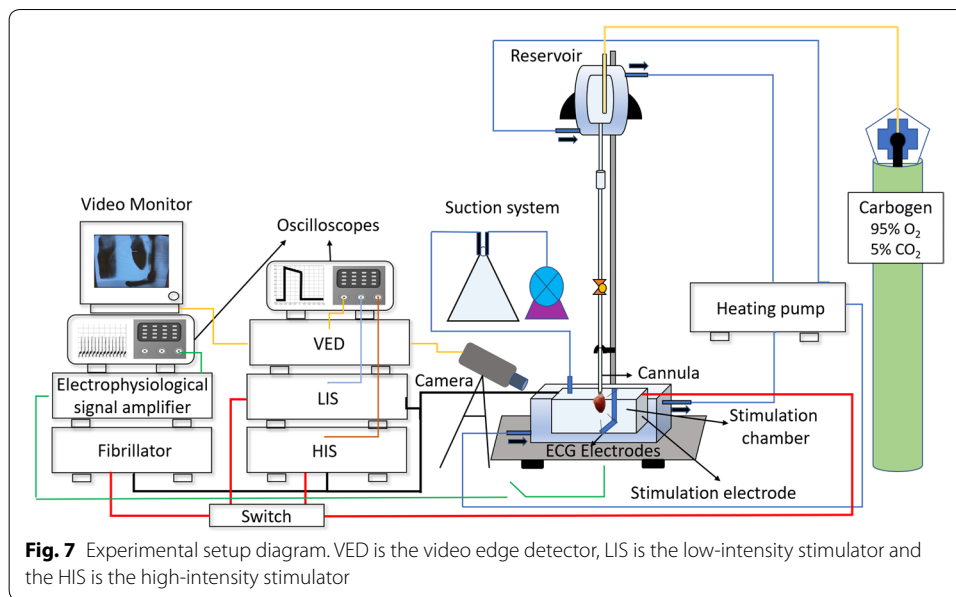 Reservoir
Video Monitor
Oscilloscopes
Suction system
Carbogen
95% O₂
5% CO₂
Heating pump
VED
Camera
Cannula
Electrophysiological
signal amplifier
LIS
Stimulation
chamber
Fibrillator
HIS
ECG Electrodes
Stimulation electrode
Switch
Fig. 7 Experimental setup diagram. VED is the video edge detector, LIS is the low-intensity stimulator and
the HIS is the high-intensity stimulator